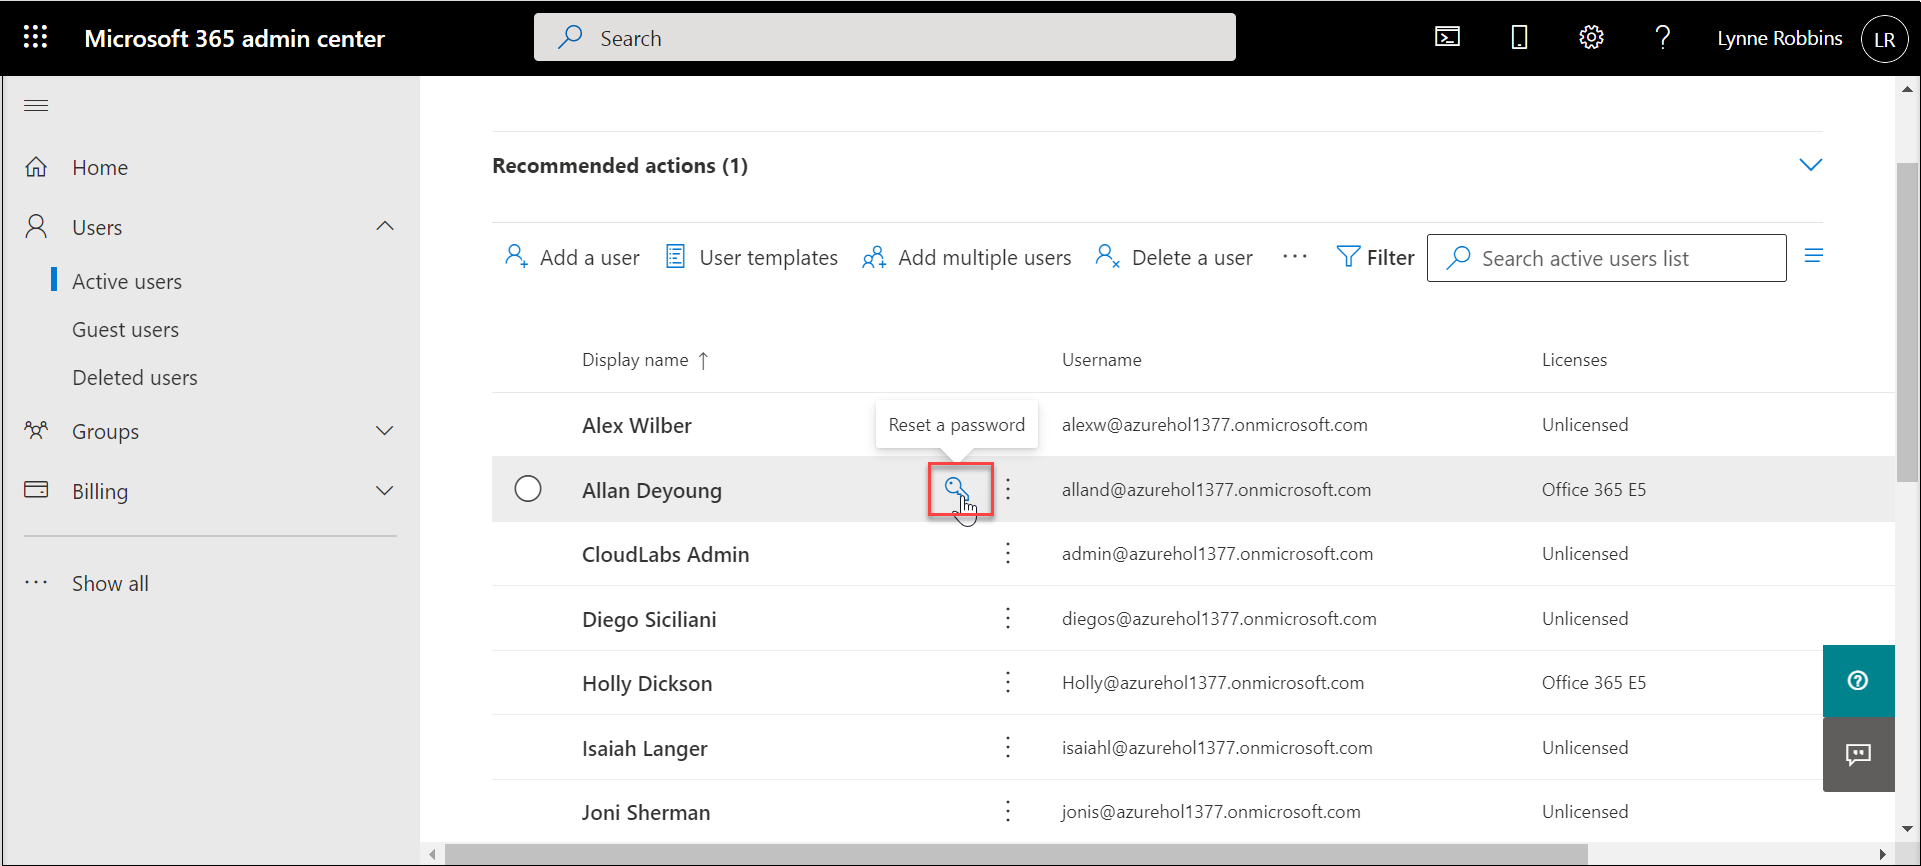 Microsoft 365 admin center
Search
Lynne Robbins
LR
Home
Users
Active users
Guest users
Deleted users
Groups
Billing
Show all
Recommended actions (1)
Add a user
User templates
Add multiple users
Delete a user
Filter
Search active users list
Display name ↑
Username
Licenses
Reset a password
Alex Wilber
alexw@azurehol1377.onmicrosoft.com
Unlicensed
Allan Deyoung
alland@azurehol1377.onmicrosoft.com
Office 365 E5
CloudLabs Admin
admin@azurehol1377.onmicrosoft.com
Unlicensed
Diego Siciliani
diegos@azurehol1377.onmicrosoft.com
Unlicensed
Holly Dickson
Holly@azurehol1377.onmicrosoft.com
Office 365 E5
Isaiah Langer
isaiahl@azurehol1377.onmicrosoft.com
Unlicensed
Joni Sherman
jonis@azurehol1377.onmicrosoft.com
Unlicensed